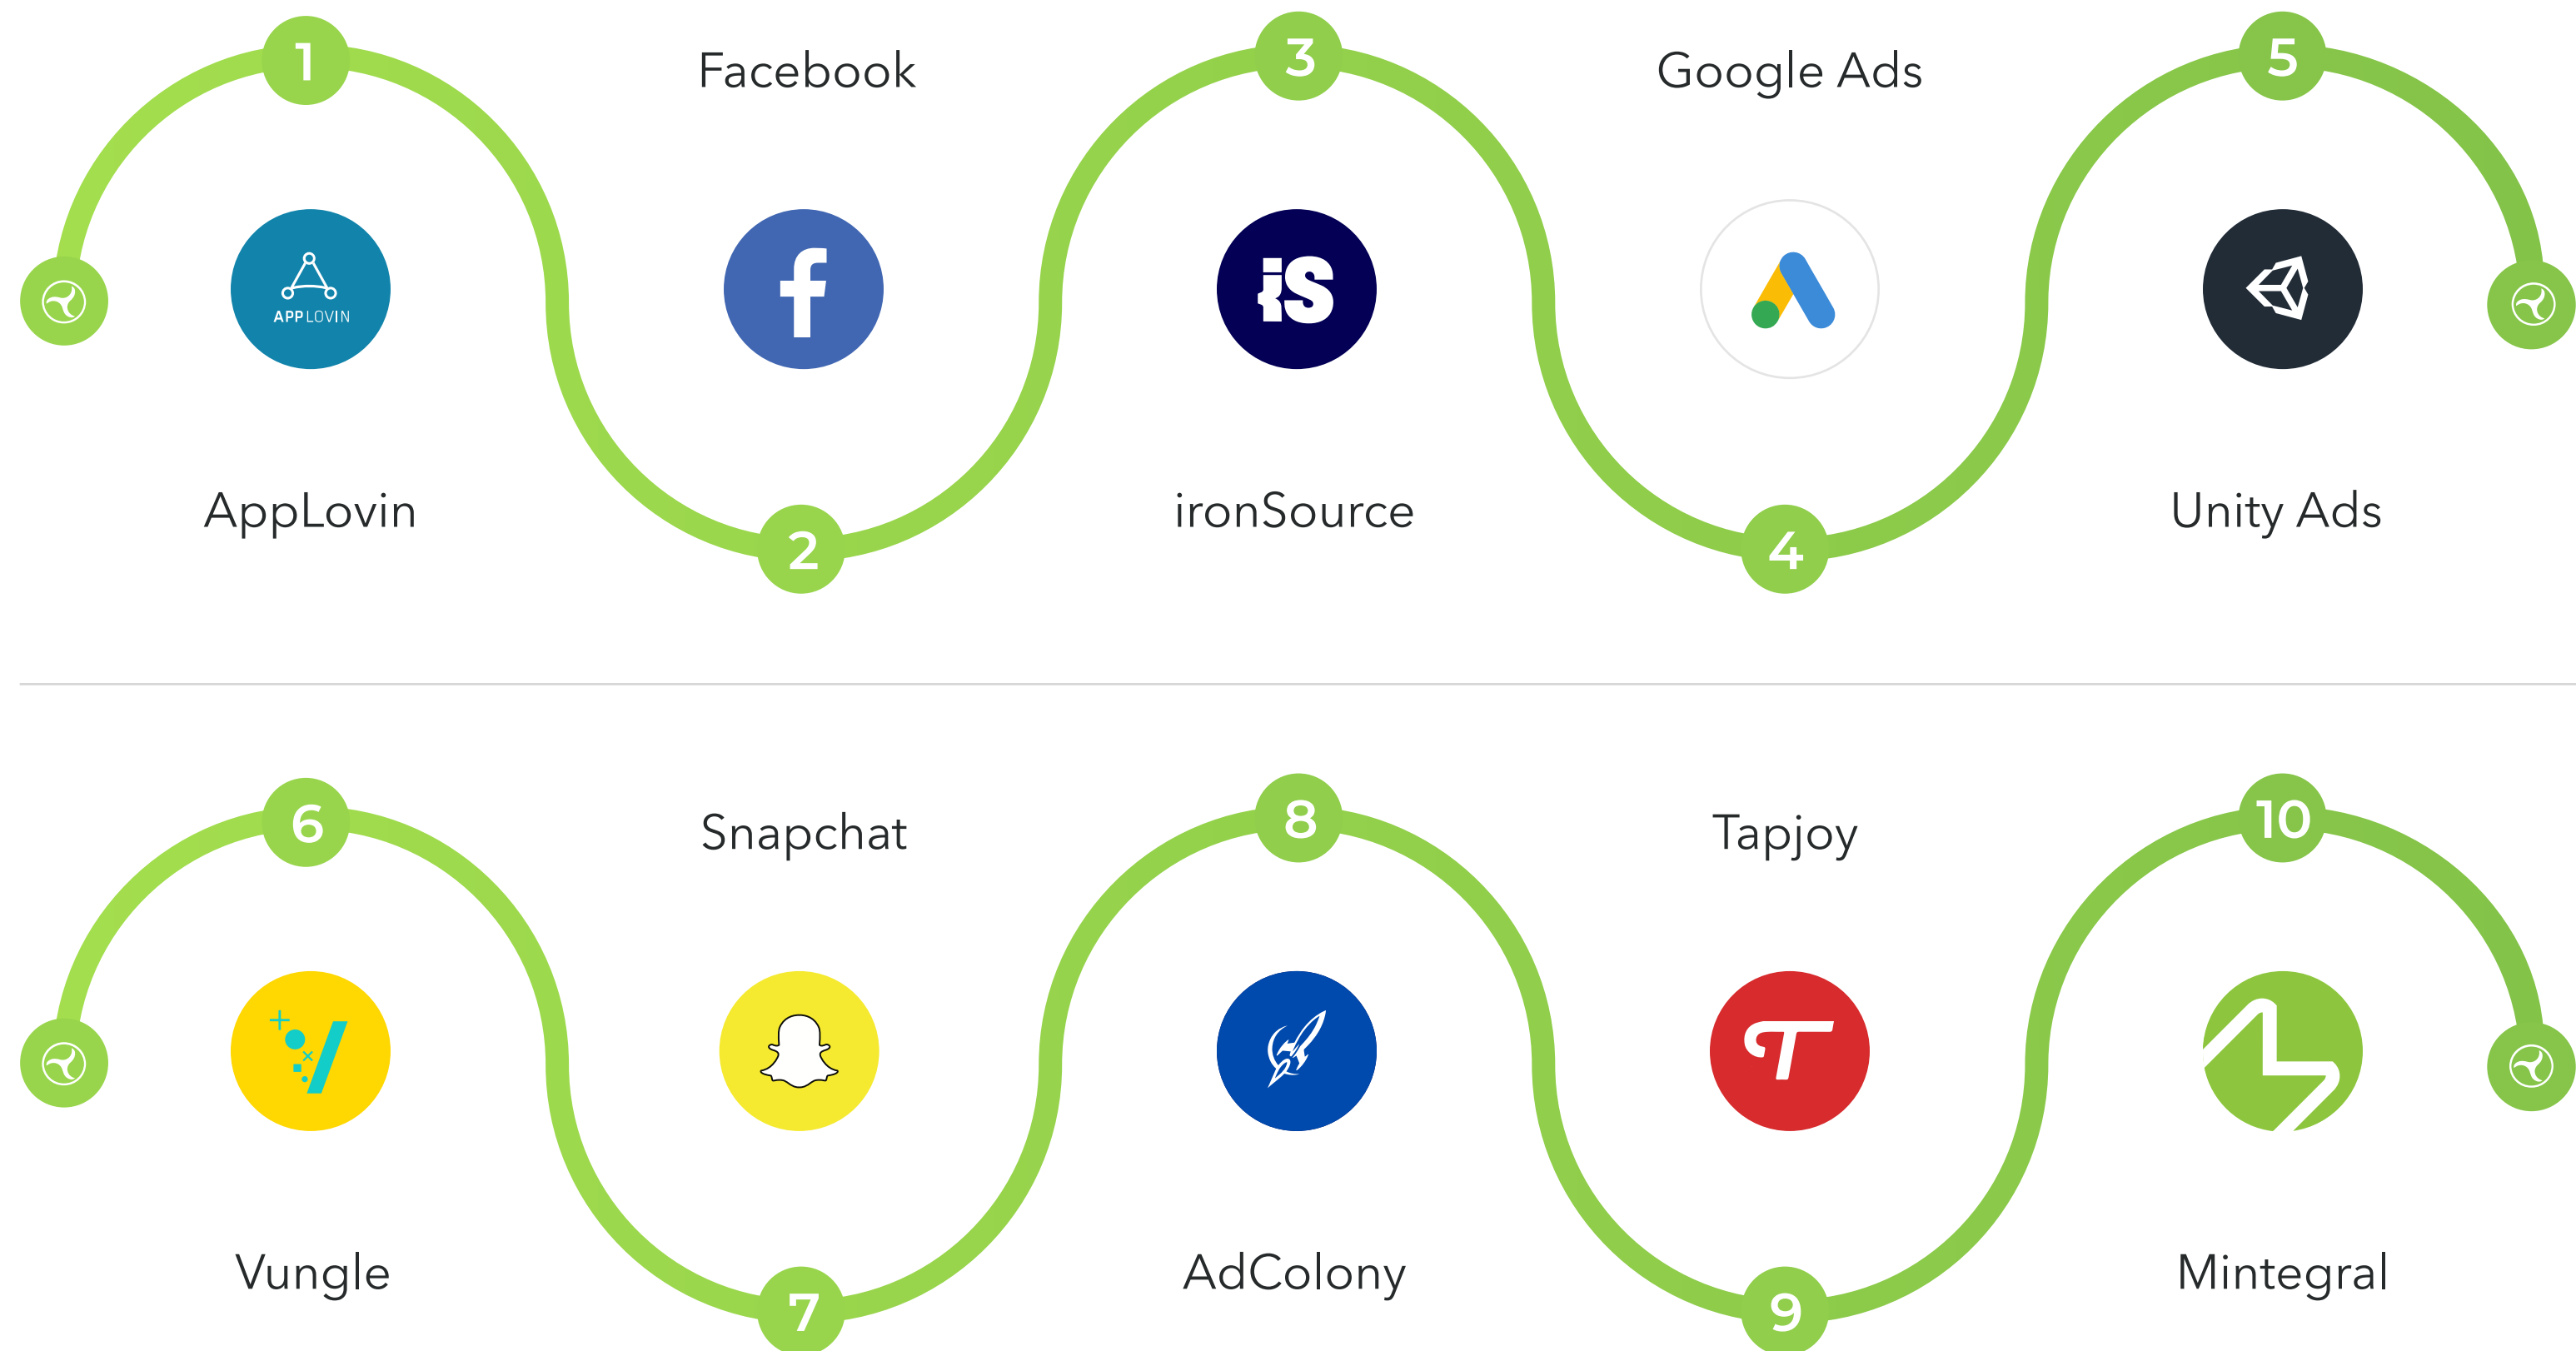 1
Facebook
3
Google Ads
5
APPLOVIN
iS
AppLovin
2
ironSource
4
Unity Ads
6
Snapchat
8
Tapjoy
10
Vungle
7
AdColony
9
Mintegral